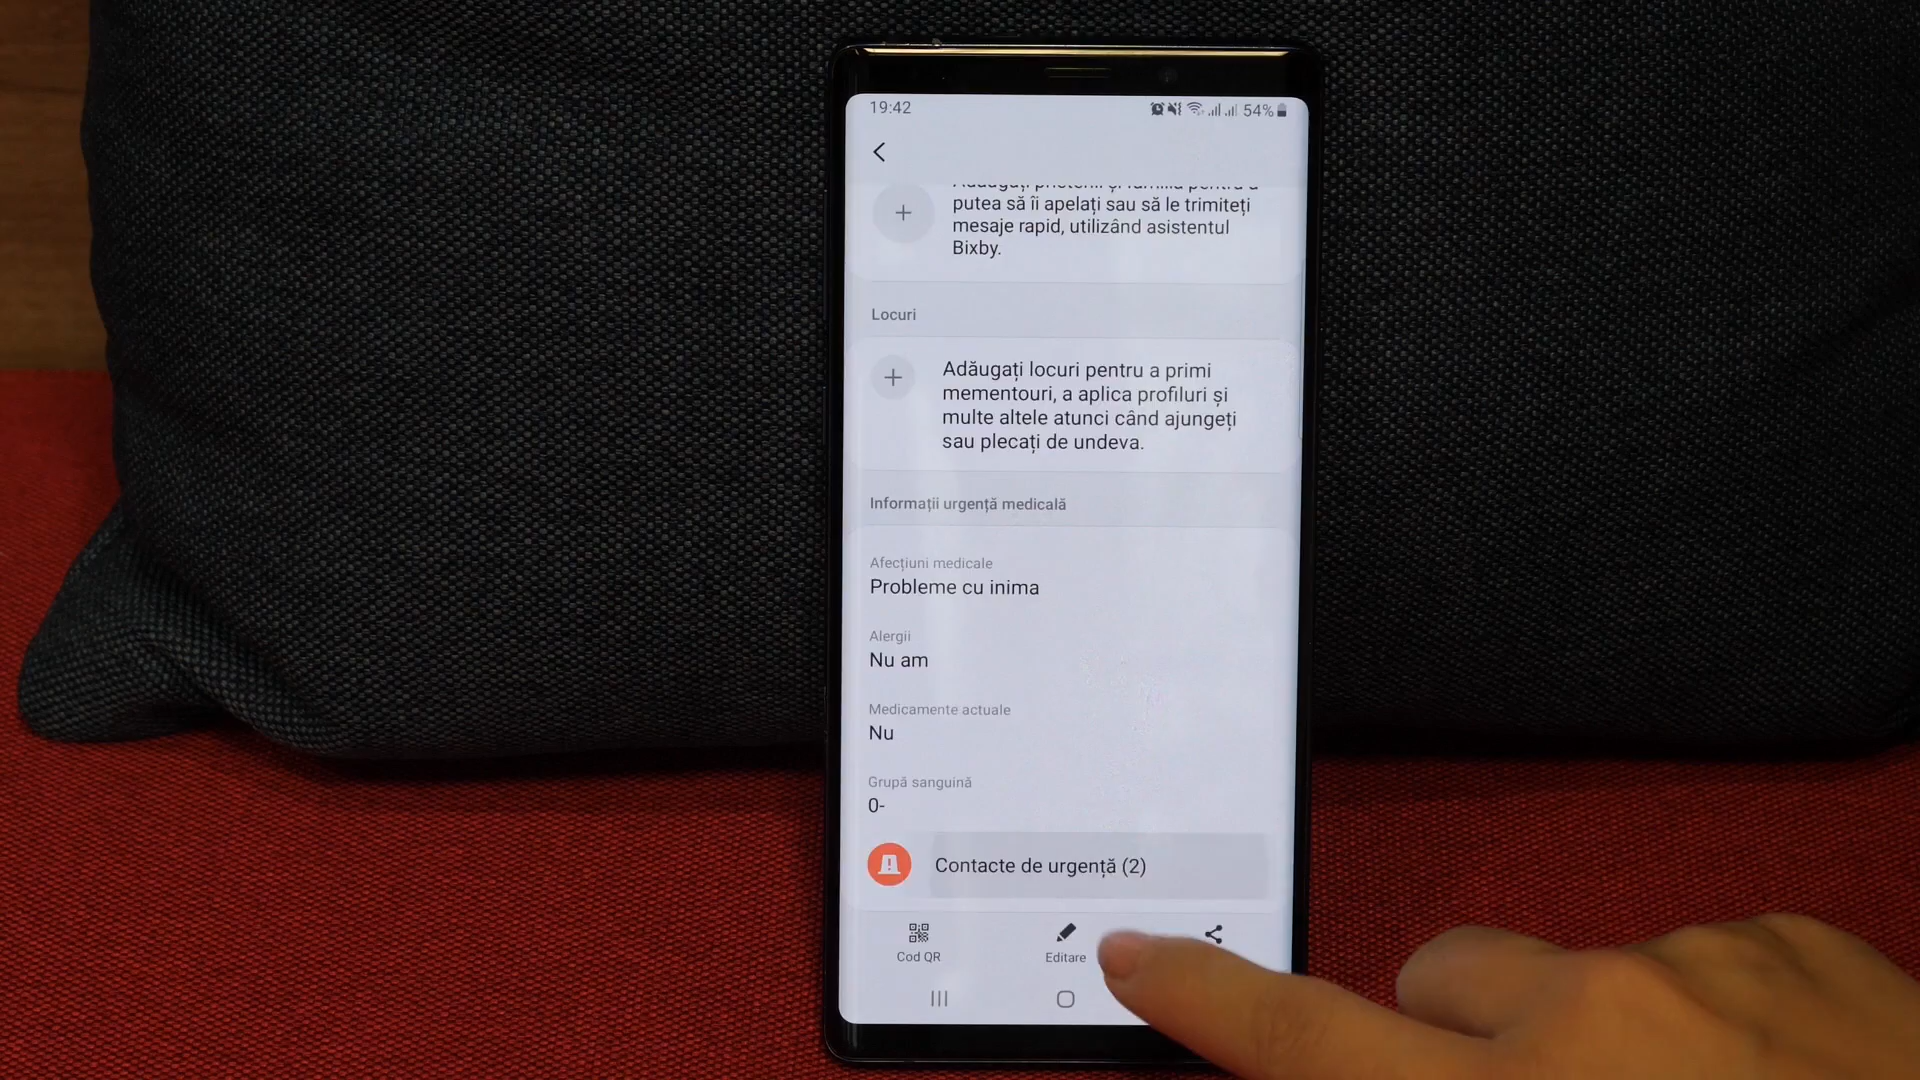 19:42
54%
putea să îi apelați sau să le trimiteți
mesaje rapid, utilizând asistentul
Bixby.
Locuri
Adăugați locuri pentru a primi
mementouri, a aplica profiluri și
multe altele atunci când ajungeți
sau plecați de undeva.
Informații urgență medicală
Afecțiuni medicale
Probleme cu inima
Alergii
Nu am
Medicamente actuale
Nu
Grupă sanguină
0-
Contacte de urgență (2)
Cod QR
Editare